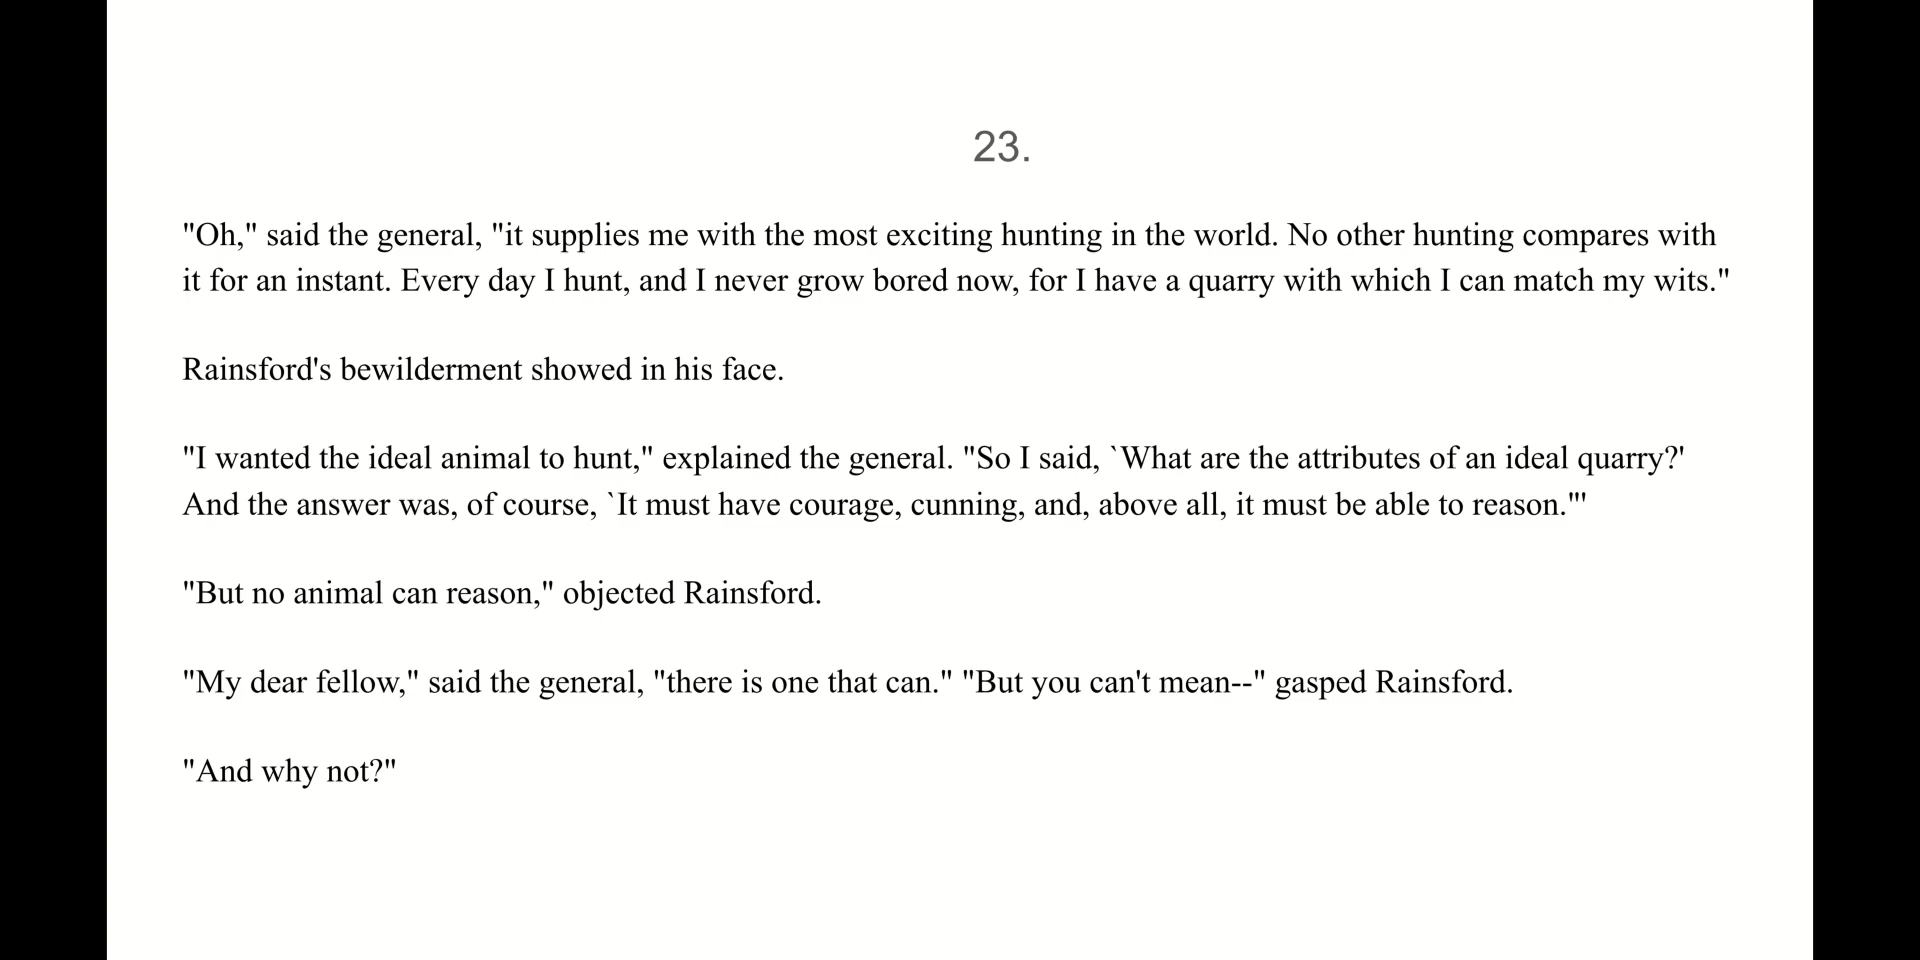 23.
"Oh," said the general, "it supplies me with the most exciting hunting in the world. No other hunting compares with
it for an instant. Every day I hunt, and I never grow bored now, for I have a quarry with which I can match my wits."
Rainsford's bewilderment showed in his face.
"I wanted the ideal animal to hunt," explained the general. "So I said, `What are the attributes of an ideal quarry?'
And the answer was, of course, `It must have courage, cunning, and, above all, it must be able to reason."'
"But no animal can reason," objected Rainsford.
"My dear fellow," said the general, "there is one that can." "But you can't mean--" gasped Rainsford.
"And why not?"